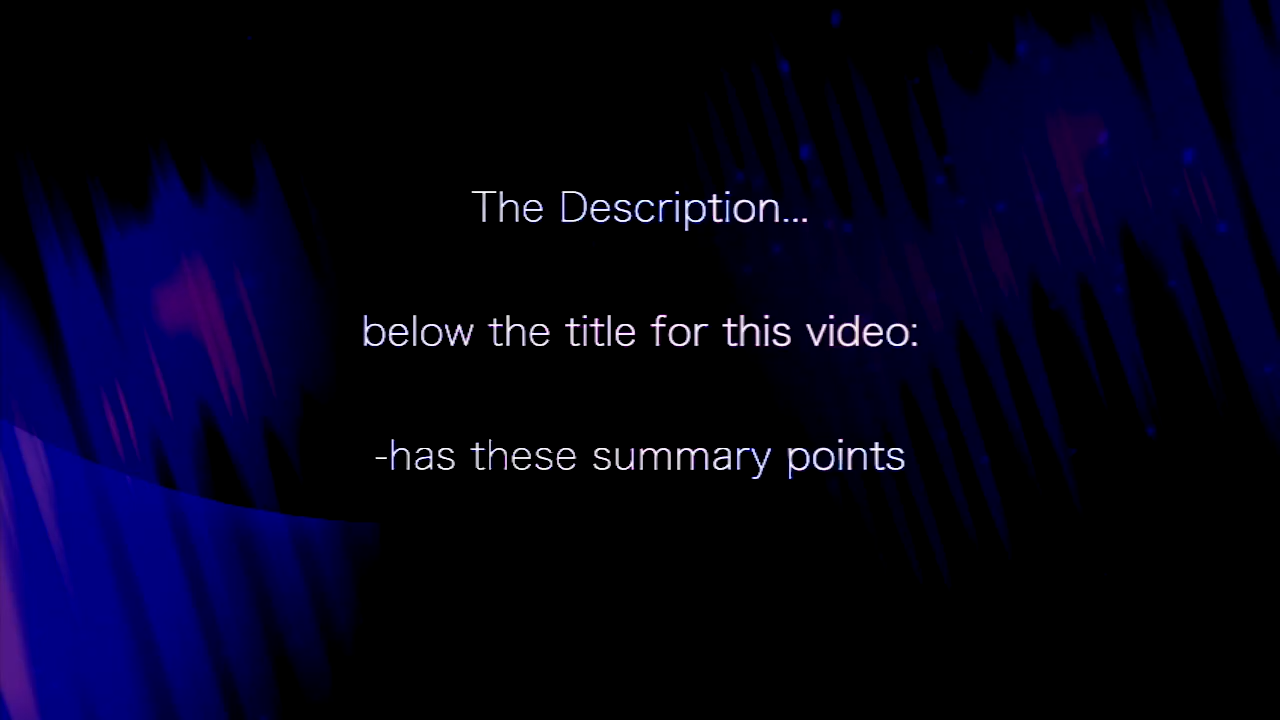 The Description...
below the title for this video:
-has these summary points